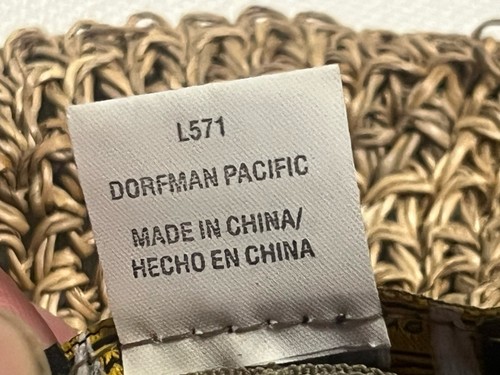 L571
DORFMAN PACIFIC
MADE IN CHINA/
HECHO EN CHINA